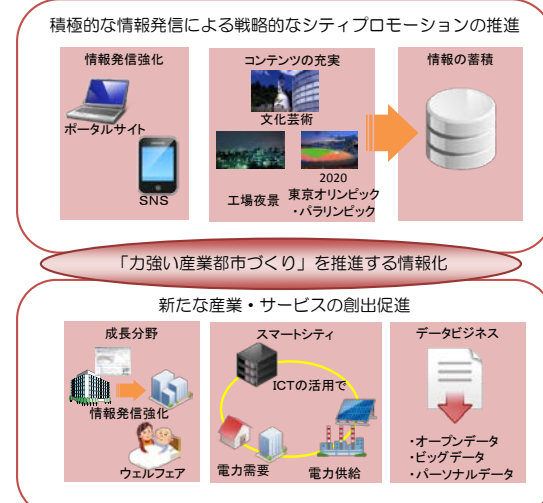 積極的な情報発信による戦略的なシティプロモーションの推進
情報発信強化
ポータルサイト
SNS
コンテンツの充実
文化芸術
工場夜景
2020
東京オリンピック
・パラリンピック
情報の蓄積
「力強い産業都市づくり」を推進する情報化
新たな産業・サービスの創出促進
成長分野
情報発信強化
ウェルフェア
スマートシティ
ICTの活用で
電力需要
電力供給
データビジネス
・オープンデータ
・ビッグデータ
・パーソナルデータ